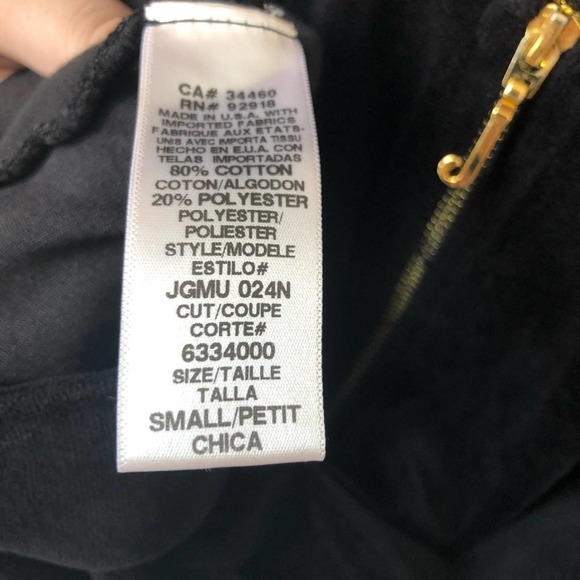 CA# 34460
RN# 92918
MADE IN U.S.A. WITH
IMPORTED FABRICS
FABRIQUE AUX ETATS-
UNIS AVEC IMPORTA TISSU
HECHO EN E.U.A. CON
TELAS IMPORTADAS
80% COTTON
COTON/ALGODON
20% POLYESTER
POLYESTER/
POLIESTER
STYLE/MODELE
ESTILO#
JGMU 024N
CUT/COUPE
CORTE#
6334000
SIZE/TAILLE
TALLA
SMALL/PETIT
CHICA